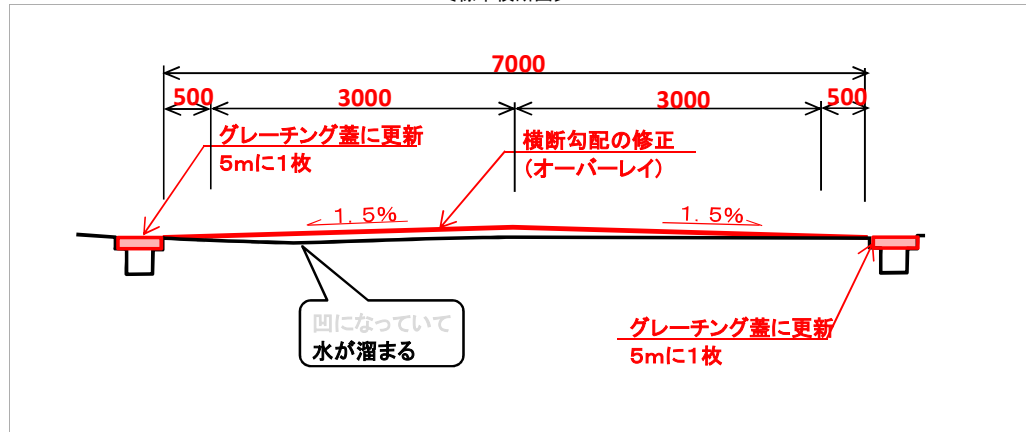 7000
500
3000
3000
500
グレーチング蓋に更新
5mに1枚
横断勾配の修正
(オーバーレイ)
1.5%
1.5%
凹になっていて
水が溜まる
グレーチング蓋に更新
5mに1枚